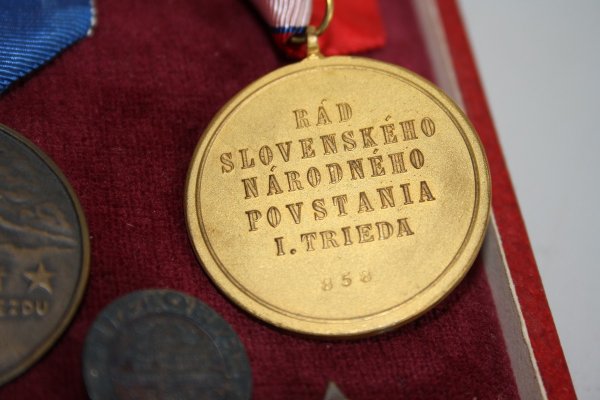 RÁD
SLOVENSKÉHO
NÁRODNÉHO
POVSTANIA
I. TRIEDA
858